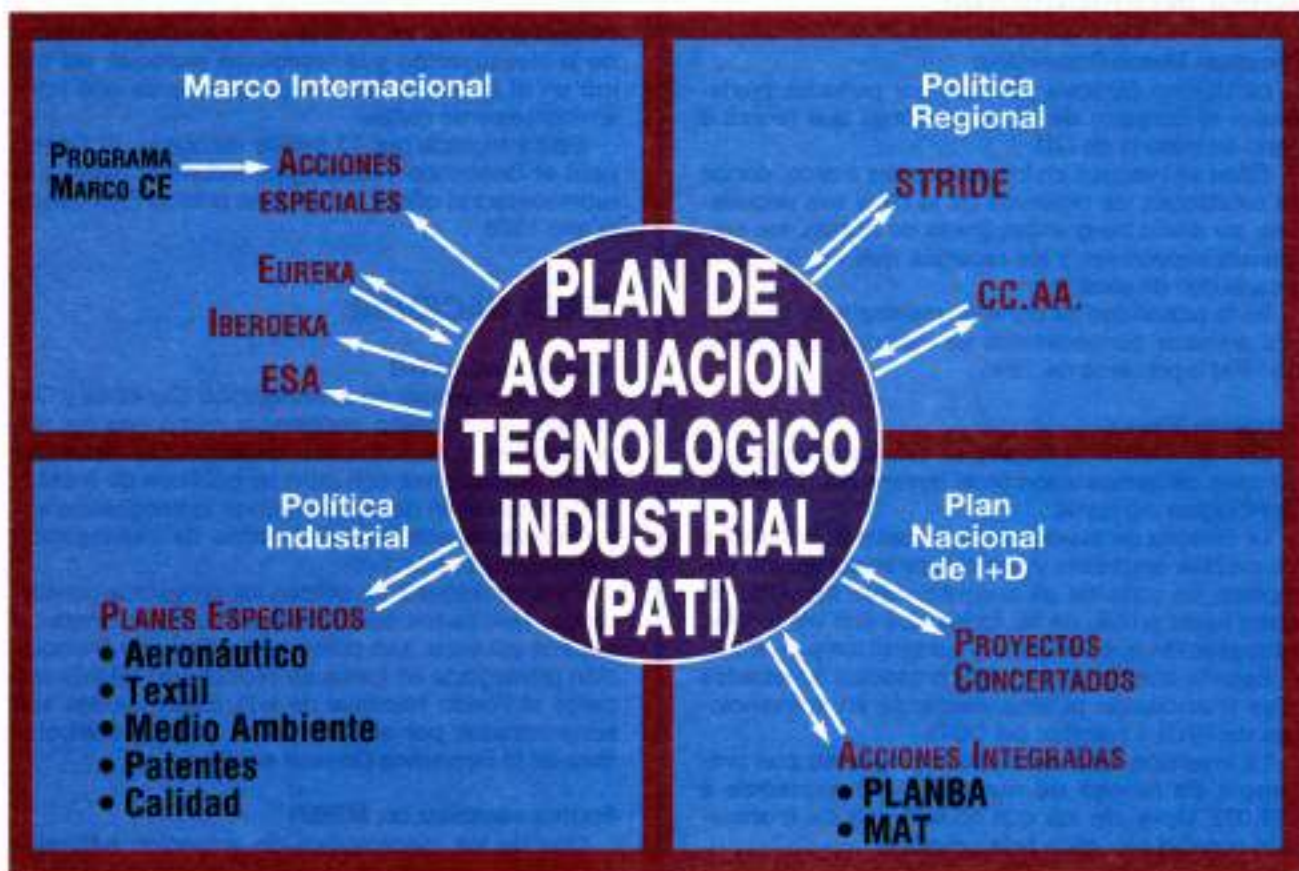 Marco Internacional
PROGRAMA
MARCO CE
ACCIONES
ESPECIALES
EUREKA
IBEROEKA
ESA
Política
Regional
STRIDE
CC.AA.
PLAN DE
ACTUACION
TECNOLOGICO
INDUSTRIAL
(PATI)
Política
Industrial
PLANES ESPECIFICOS
• Aeronáutico
• Textil
• Medio Ambiente
• Patentes
• Calidad
Plan
Nacional
de I+D
PROYECTOS
CONCERTADOS
ACCIONES INTEGRADAS
• PLANBA
• MAT